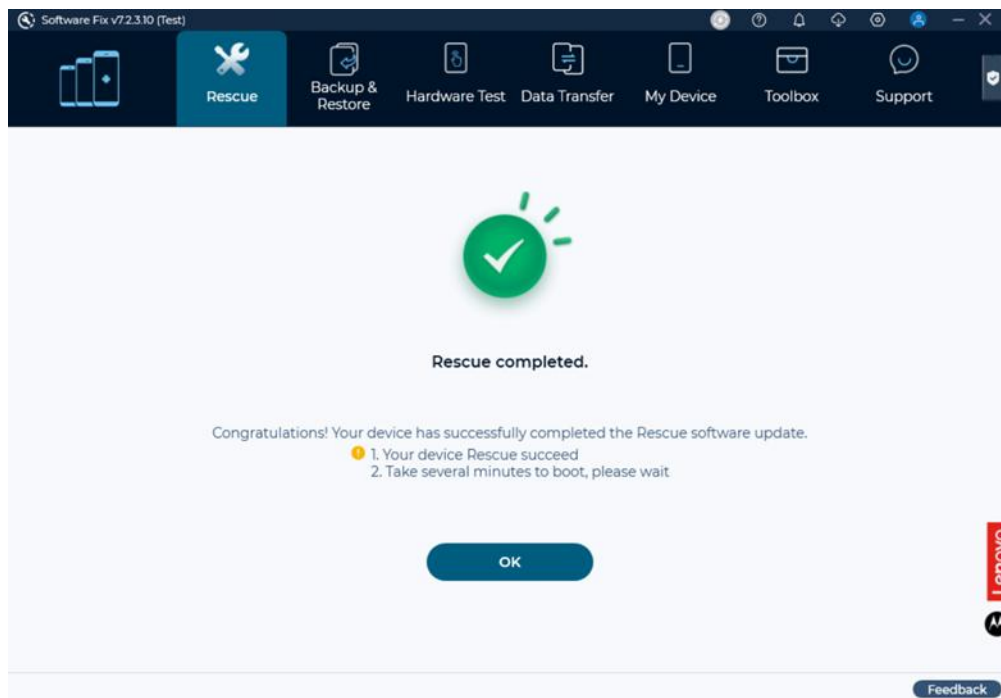 Software Fix v7.2.3.10 (Test)
Rescue
Backup &
Restore
Hardware Test
Data Transfer
My Device
Toolbox
Support
Rescue completed.
Congratulations! Your device has successfully completed the Rescue software update.
1. Your device Rescue succeed
2. Take several minutes to boot, please wait
OK
Lenovo
Feedback